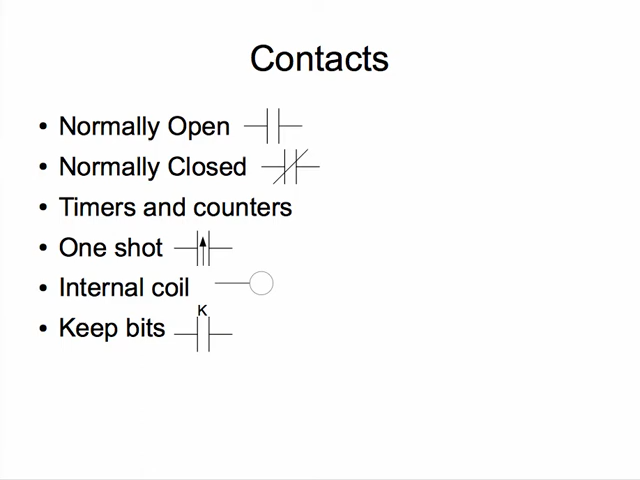 Contacts
• Normally Open
• Normally Closed
• Timers and counters
• One shot
• Internal coil
K
• Keep bits